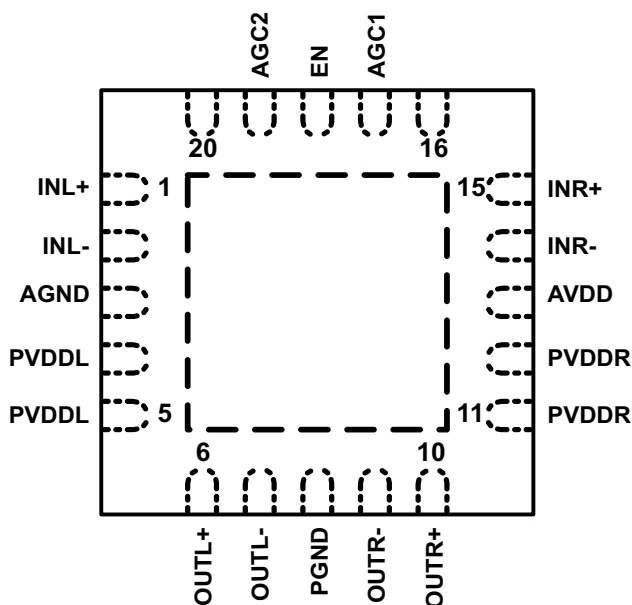 AGC2 EN AGC1
20 16
INL+ 1 15 INR+
INL- INR-
AGND AVDD
PVDDL PVDDR
PVDDL 5 11 PVDDR
6 10
OUTL+ OUTL- PGND OUTR- OUTR+